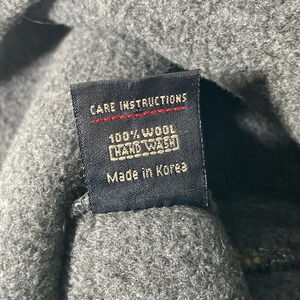 CARE INSTRUCTIONS
100% WOOL
HAND WASH
Made in Korea